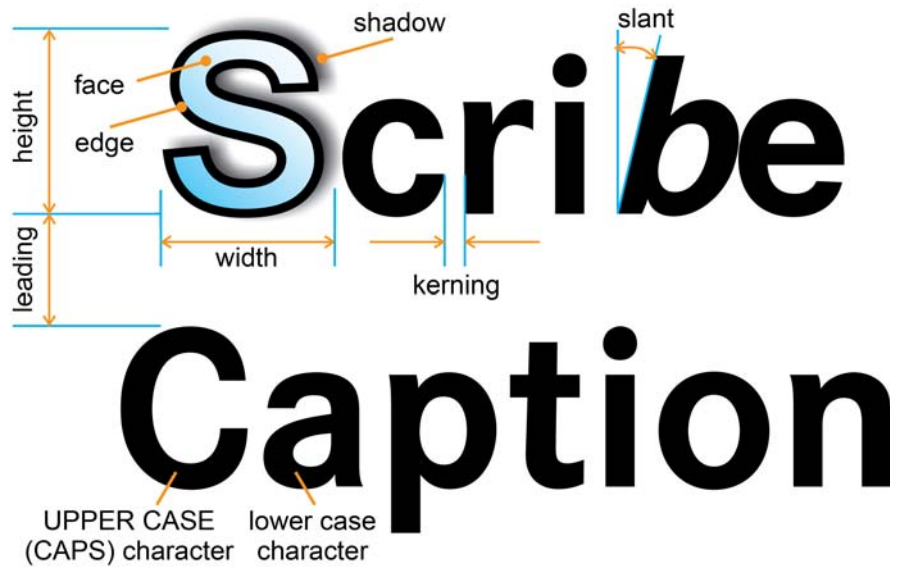 shadow
slant
face
edge
height
Scribe
width
kerning
leading
Caption
UPPER CASE
(CAPS) character
lower case
character